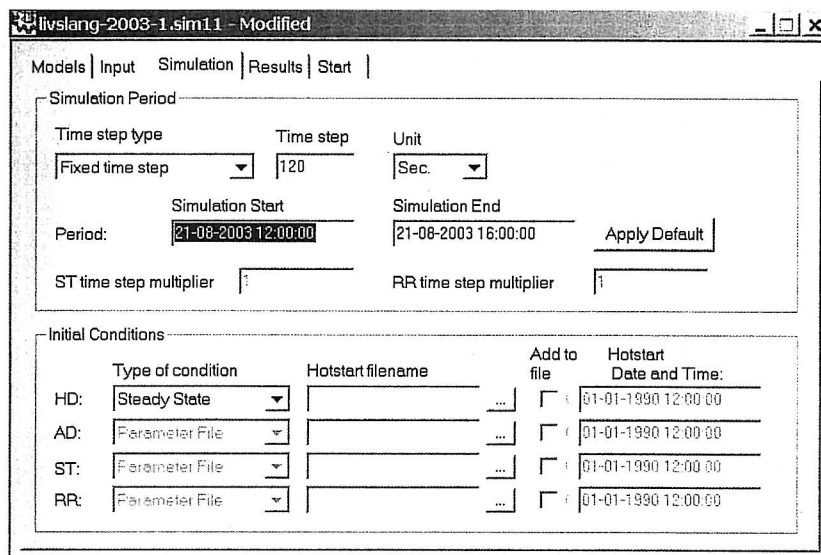 livslang-2003-1.sim11 - Modified
Models Input Simulation Results Start
Simulation Period
Time step type Time step Unit
Fixed time step 120 Sec.
Simulation Start Simulation End
Period: 21-08-2003 12:00:00 21-08-2003 16:00:00 Apply Default
ST time step multiplier 1 RR time step multiplier 1
Initial Conditions
Add to Hotstart
Type of condition Hotstart filename file Date and Time:
HD: Steady State ... 01-01-1990 12:00:00
AD: Parameter File ... 01-01-1990 12:00:00
ST: Parameter File ... 01-01-1990 12:00:00
RR: Parameter File ... 01-01-1990 12:00:00